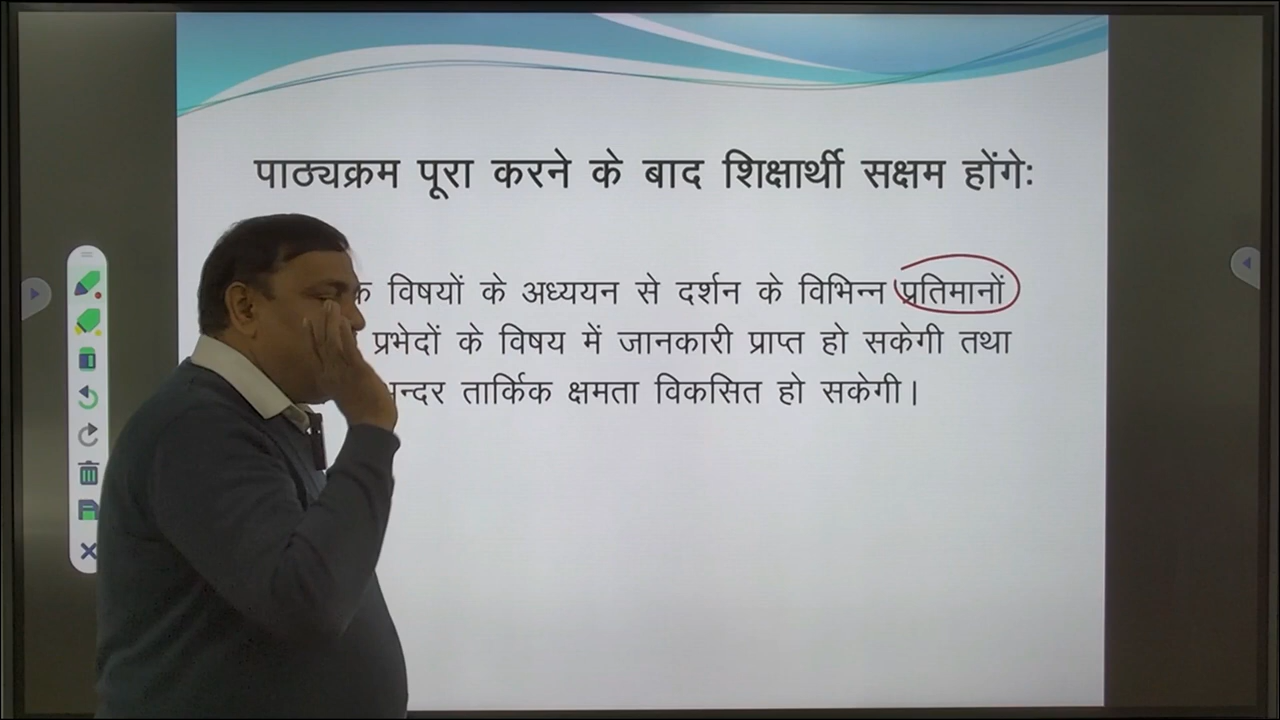 पाठ्यक्रम पूरा करने के बाद शिक्षार्थी सक्षम होंगेः
विषयों के अध्ययन से दर्शन के विभिन्न प्रतिमानों
प्रभेदों के विषय में जानकारी प्राप्त हो सकेगी तथा
तार्किक क्षमता विकसित हो सकेगी।